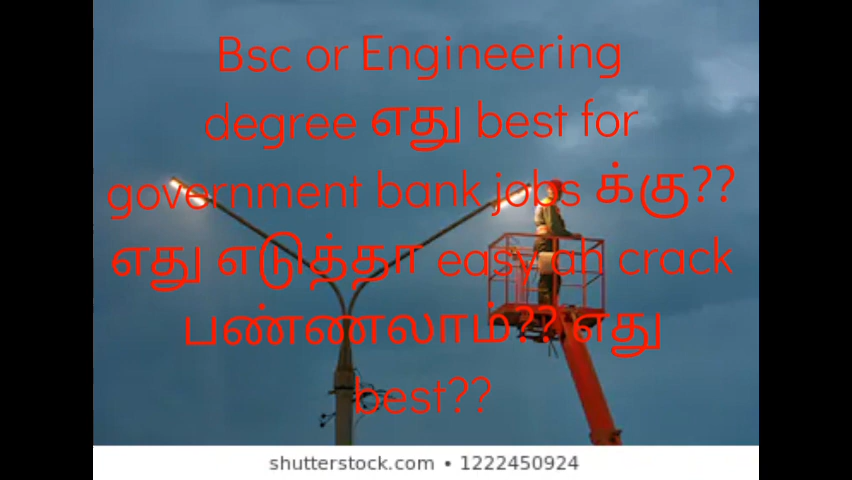 Bsc or Engineering
degree எது best for
government bank jobs க்கு??
எது எடுத்தா easy ah crack
பண்ணலாம்?? எது
best??
shutterstock.com • 1222450924